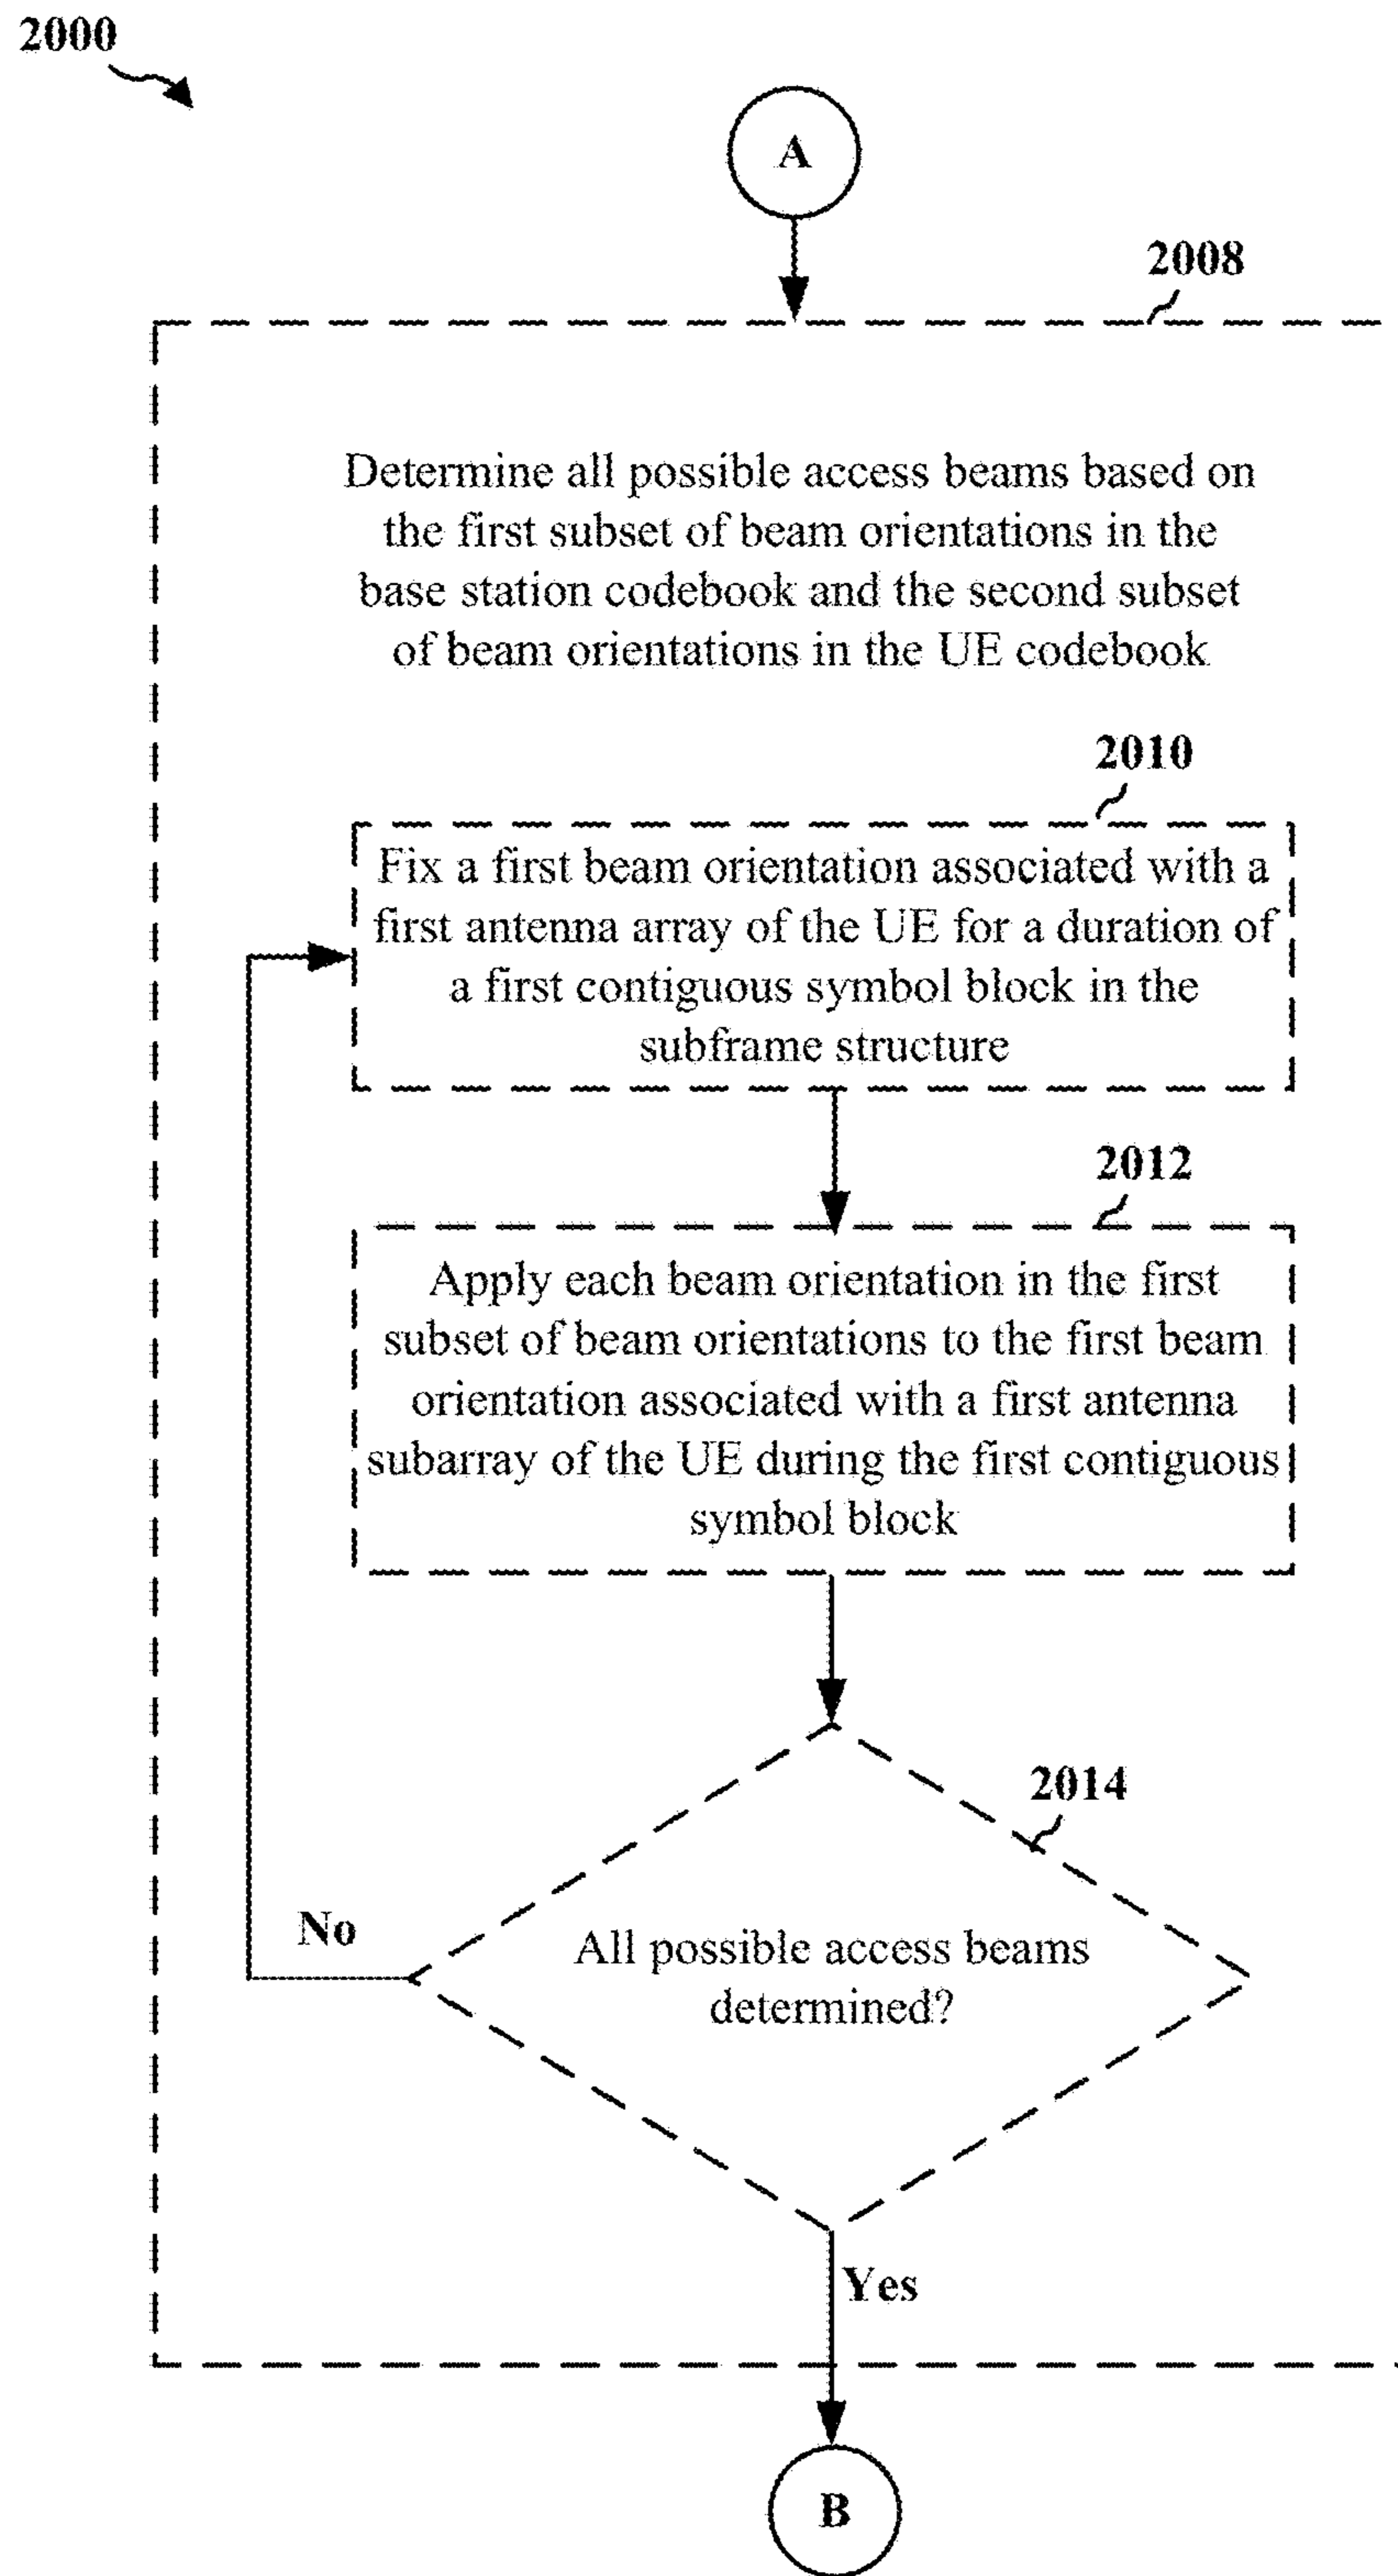 2000
A
2008
Determine all possible access beams based on
the first subset of beam orientations in the
base station codebook and the second subset
of beam orientations in the UE codebook
2010
Fix a first beam orientation associated with a
first antenna array of the UE for a duration of
a first contiguous symbol block in the
subframe structure
2012
Apply each beam orientation in the first
subset of beam orientations to the first beam
orientation associated with a first antenna
subarray of the UE during the first contiguous
symbol block
2014
No
All possible access beams
determined?
Yes
B